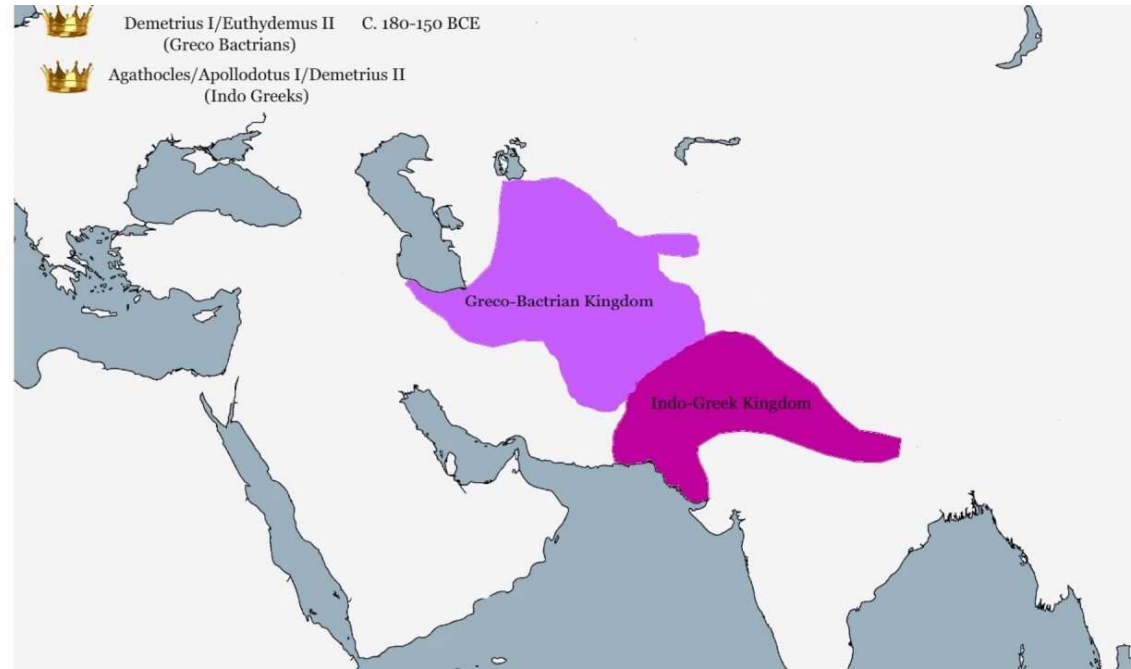 Demetrius I/Euthydemus II C. 180-150 BCE
(Greco Bactrians)
Agathocles/Apollodotus I/Demetrius II
(Indo Greeks)
Greco-Bactrian Kingdom
Indo-Greek Kingdom